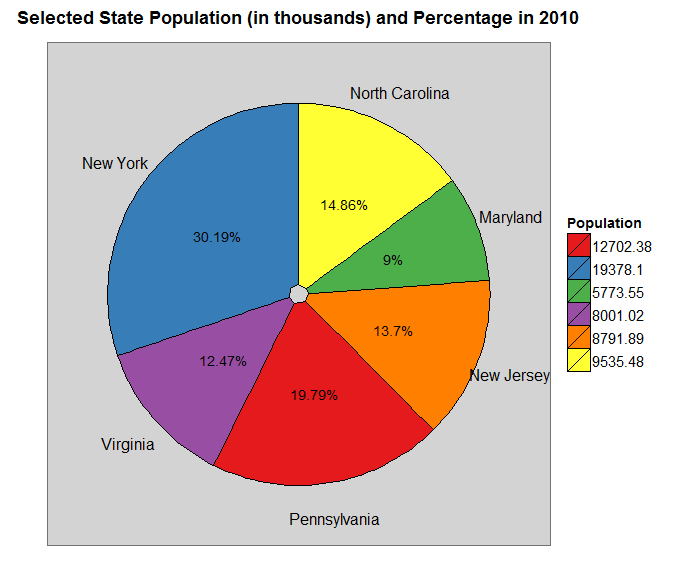 Selected State Population (in thousands) and Percentage in 2010
North Carolina
New York
14.86%
Maryland
30.19%
9%
13.7%
12.47%
19.79%
New Jersey
Virginia
Pennsylvania
Population
12702.38
19378.1
5773.55
8001.02
8791.89
9535.48